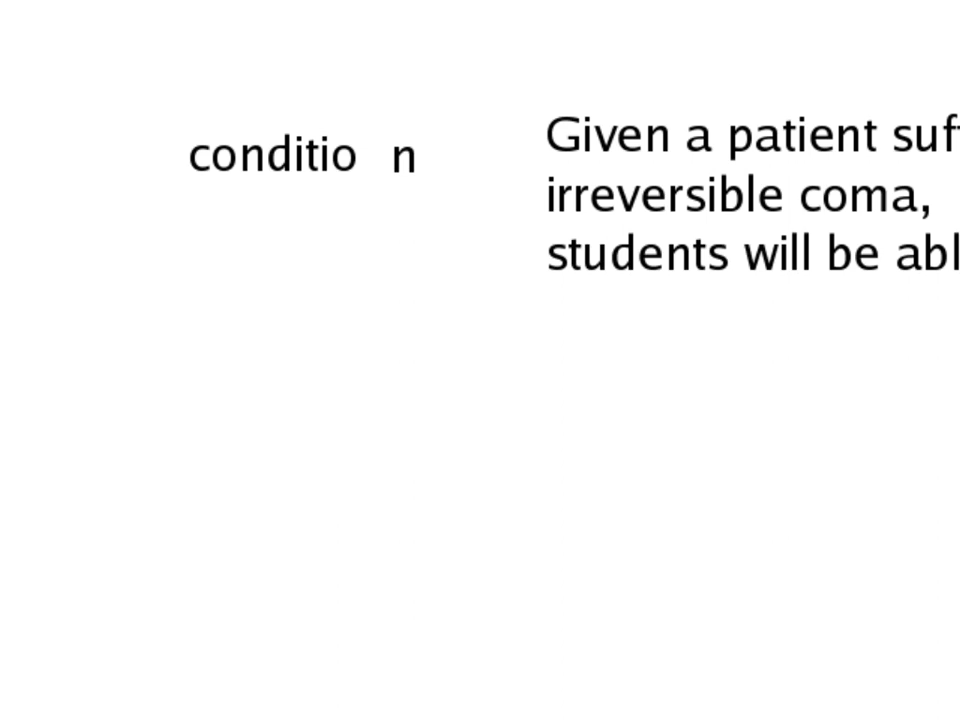 conditio n
Given a patient suf
irreversible coma,
students will be abl